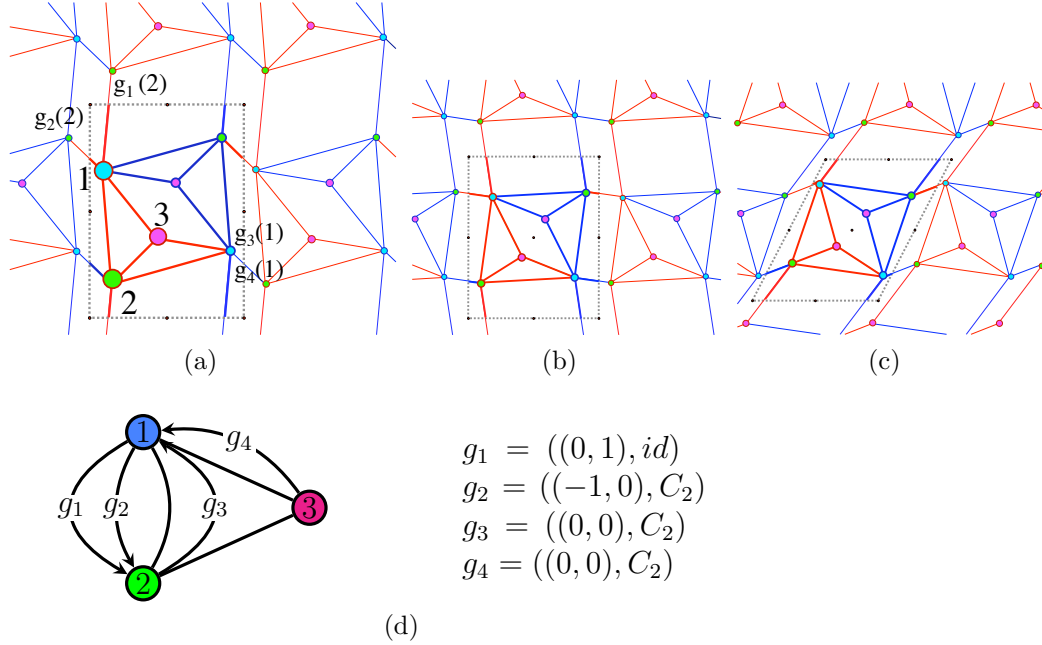 g₁(2)
g₂(2)
1
3
g₃(1)
g₄(1)
2
(a)
(b)
(c)
1
g₄
g₁ g₂ g₃
3
2
g₁ = ((0, 1), id)
g₂ = ((−1, 0), C₂)
g₃ = ((0, 0), C₂)
g₄ = ((0, 0), C₂)
(d)